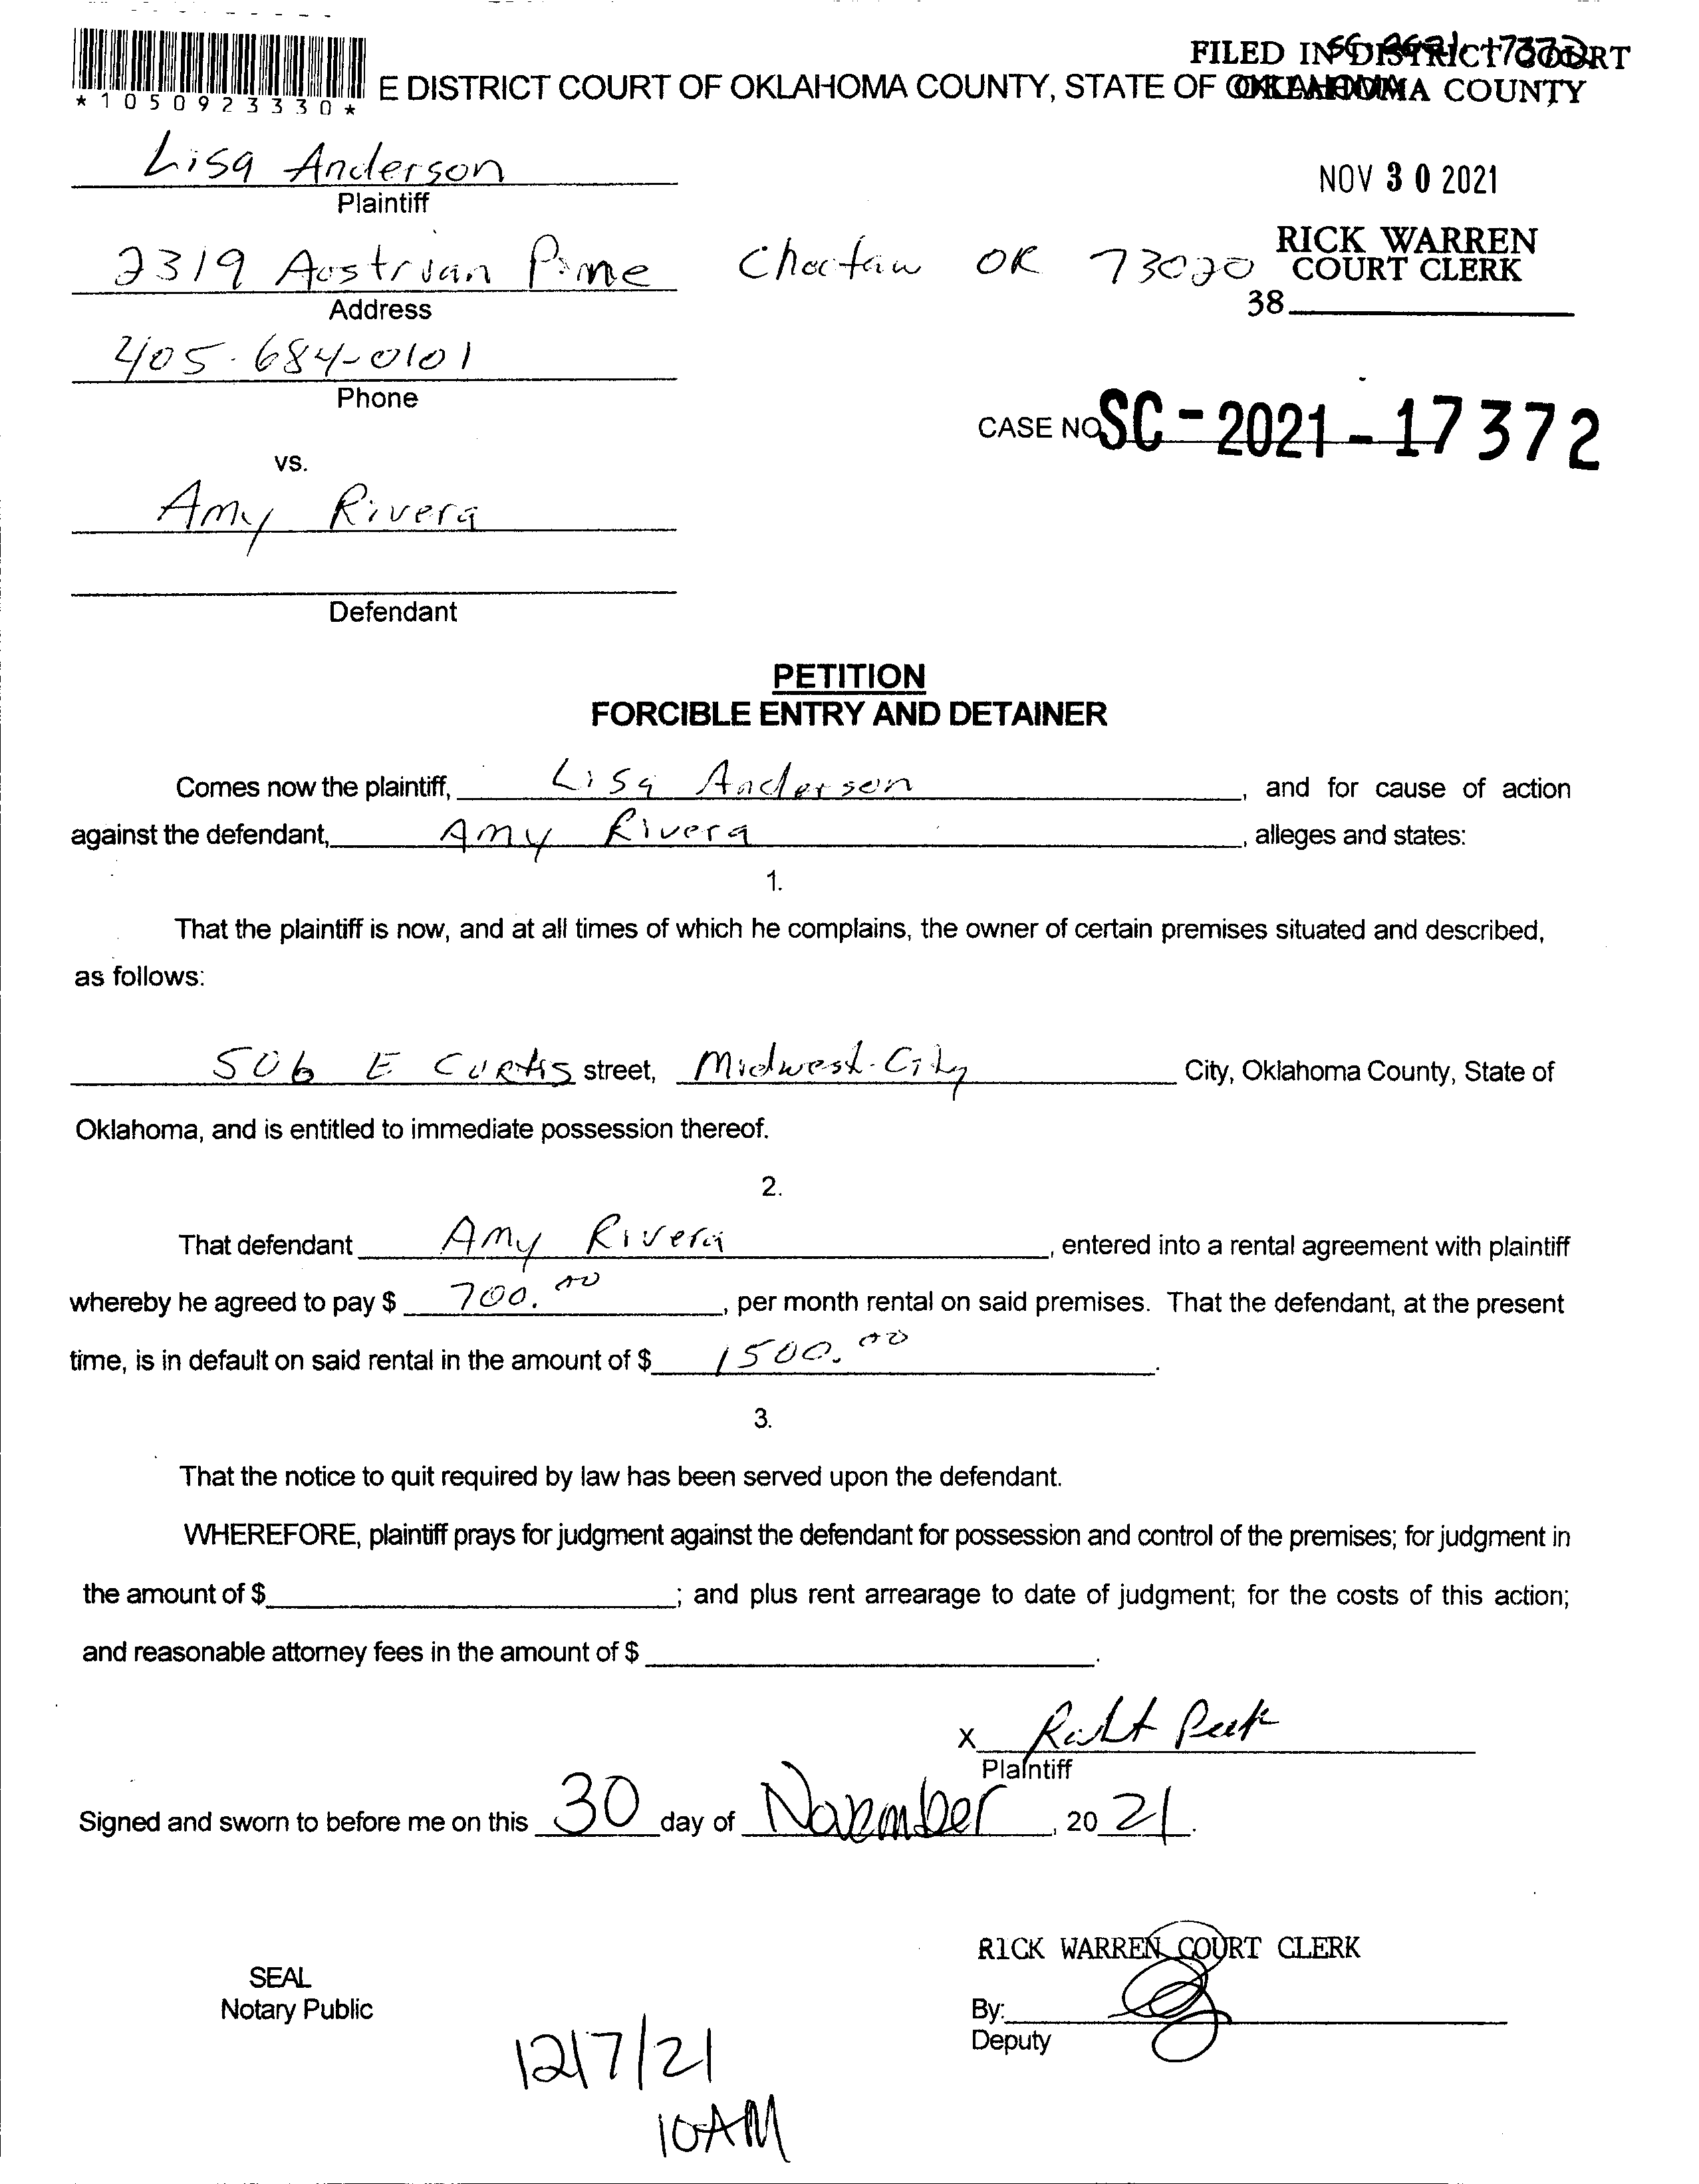 FILED IN DISTRICT COURT
*1050923330* E DISTRICT COURT OF OKLAHOMA COUNTY, STATE OF OKLAHOMA COUNTY
Lisa Anderson
Plaintiff
NOV 30 2021
2319 Austrian Pine Choctaw OK 73020
RICK WARREN
COURT CLERK
Address
38
405-684-0101
Phone
CASE NO. SC-2021-17372
vs.
Amy Rivera
Defendant
PETITION
FORCIBLE ENTRY AND DETAINER
Comes now the plaintiff, Lisa Anderson, and for cause of action
against the defendant, Amy Rivera, alleges and states:
1.
That the plaintiff is now, and at all times of which he complains, the owner of certain premises situated and described,
as follows:
506 E Curtis street, Midwest City City, Oklahoma County, State of
Oklahoma, and is entitled to immediate possession thereof.
2.
That defendant Amy Rivera, entered into a rental agreement with plaintiff
whereby he agreed to pay $ 700.00, per month rental on said premises. That the defendant, at the present
time, is in default on said rental in the amount of $ 1500.00.
3.
That the notice to quit required by law has been served upon the defendant.
WHEREFORE, plaintiff prays for judgment against the defendant for possession and control of the premises; for judgment in
the amount of $ ; and plus rent arrearage to date of judgment; for the costs of this action;
and reasonable attorney fees in the amount of $ .
X
Plaintiff
Signed and sworn to before me on this 30 day of November, 20 21.
RICK WARREN COURT CLERK
SEAL
Notary Public
By:
Deputy
12/7/21
10AM